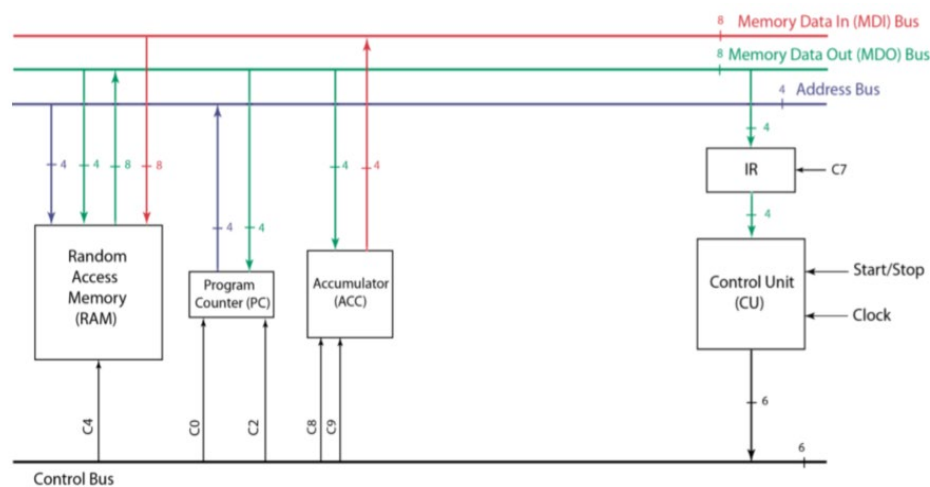 8 Memory Data In (MDI) Bus
8 Memory Data Out (MDO) Bus
4 Address Bus
4
4 4 8 8
4 4
4 4
IR
C7
4
Random
Access
Memory
(RAM)
Program
Counter (PC)
Accumulator
(ACC)
Control Unit
(CU)
Start/Stop
Clock
6
C4
C0
C2
C8
C9
6
Control Bus